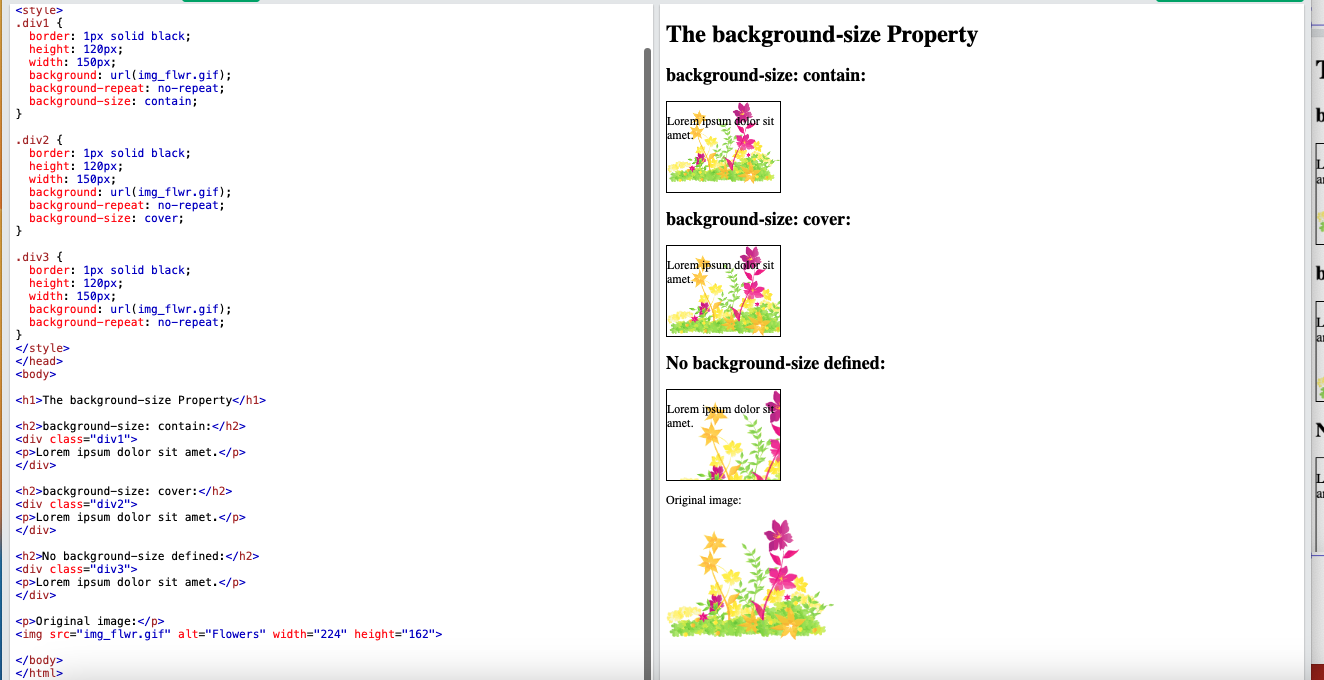 <style>
.div1 {
  border: 1px solid black;
  height: 120px;
  width: 150px;
  background: url(img_flwr.gif);
  background-repeat: no-repeat;
  background-size: contain;
}
.div2 {
  border: 1px solid black;
  height: 120px;
  width: 150px;
  background: url(img_flwr.gif);
  background-repeat: no-repeat;
  background-size: cover;
}
.div3 {
  border: 1px solid black;
  height: 120px;
  width: 150px;
  background: url(img_flwr.gif);
  background-repeat: no-repeat;
}
</style>
</head>
<body>
<h1>The background-size Property</h1>
<h2>background-size: contain:</h2>
<div class="div1">
<p>Lorem ipsum dolor sit amet.</p>
</div>
<h2>background-size: cover:</h2>
<div class="div2">
<p>Lorem ipsum dolor sit amet.</p>
</div>
<h2>No background-size defined:</h2>
<div class="div3">
<p>Lorem ipsum dolor sit amet.</p>
</div>
<p>Original image:</p>
<img src="img_flwr.gif" alt="Flowers" width="224" height="162">
</body>
</html>
The background-size Property
background-size: contain:
Lorem ipsum dolor sit
amet.
background-size: cover:
Lorem ipsum dolor sit
amet.
No background-size defined:
Lorem ipsum dolor sit
amet.
Original image: